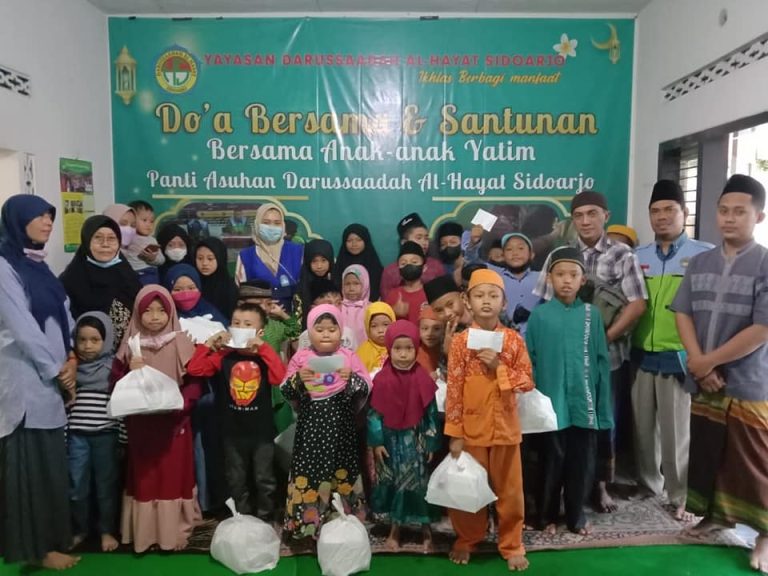 YAYASAN DARUSSAADAH AL HAYAT SIDOARJO
Ikhlas Berbagi manfaat
Do'a Bersama & Santunan
Bersama Anak-anak Yatim
Panti Asuhan Darussaadah Al-Hayat Sidoarjo